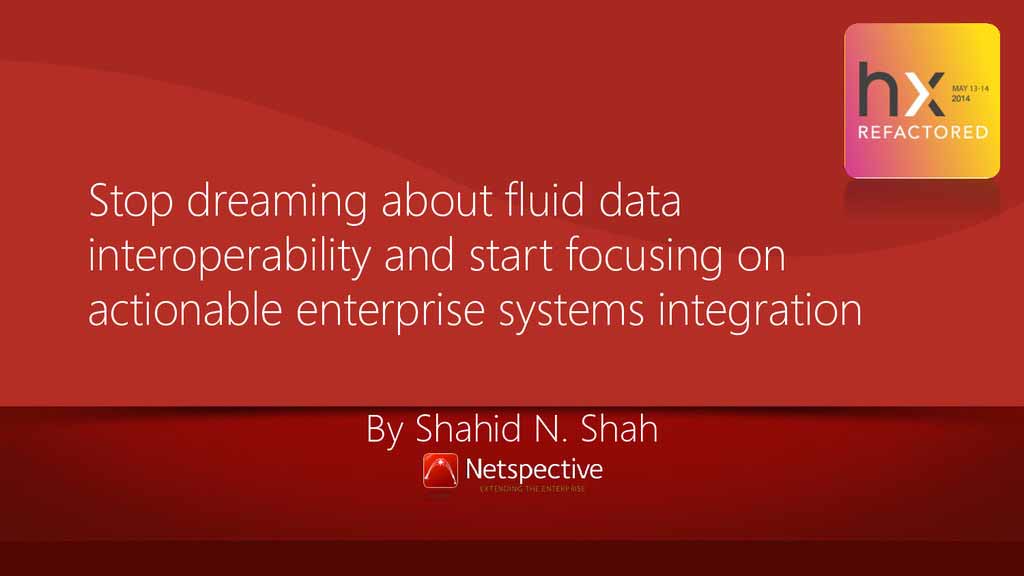 hx
MAY 13-14
2014
REFACTORED
Stop dreaming about fluid data
interoperability and start focusing on
actionable enterprise systems integration
By Shahid N. Shah
Netspective
EXTENDING THE ENTERPRISE